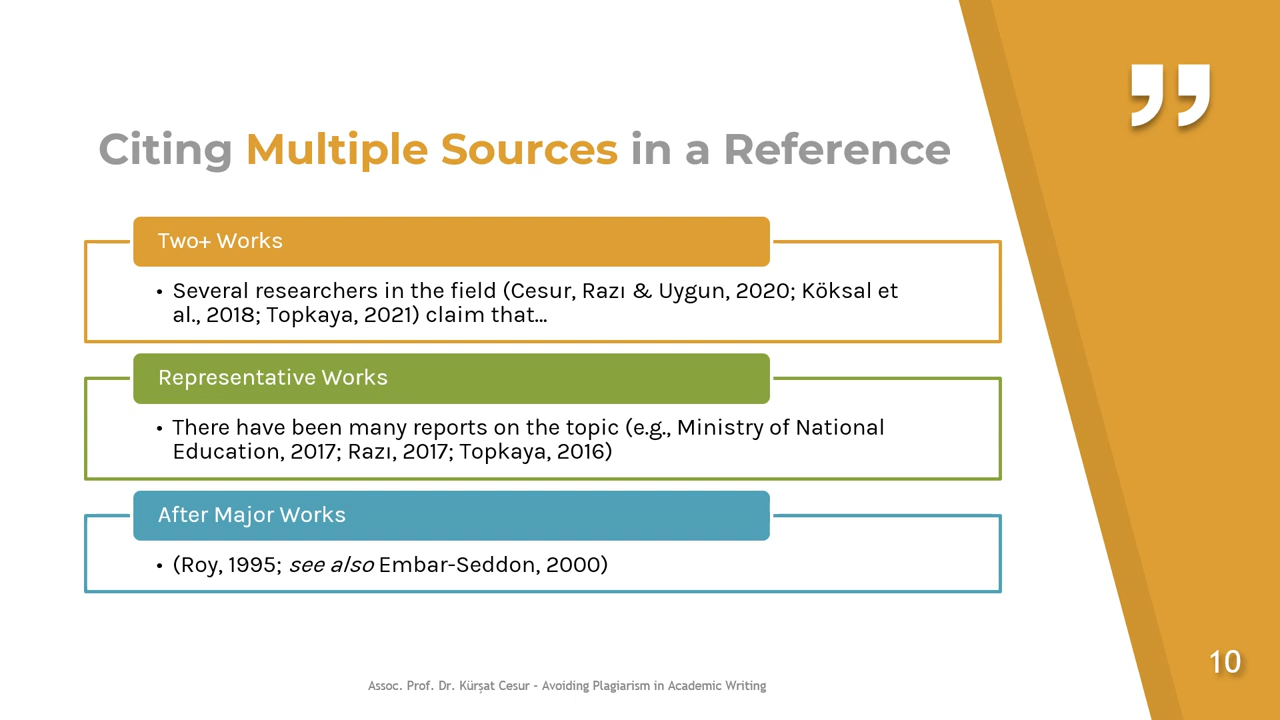 ”
Citing Multiple Sources in a Reference
Two+ Works
• Several researchers in the field (Cesur, Razı & Uygun, 2020; Köksal et
al., 2018; Topkaya, 2021) claim that...
Representative Works
• There have been many reports on the topic (e.g., Ministry of National
Education, 2017; Razı, 2017; Topkaya, 2016)
After Major Works
• (Roy, 1995; see also Embar-Seddon, 2000)
10
Assoc. Prof. Dr. Kürşat Cesur - Avoiding Plagiarism in Academic Writing